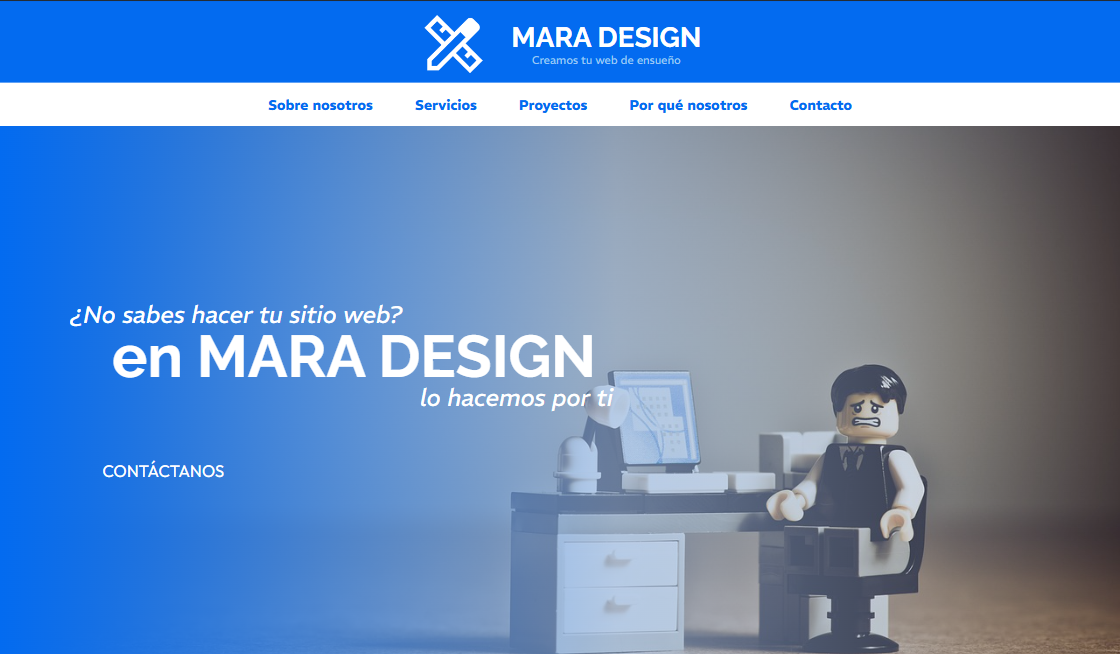 MARA DESIGN
Creamos tu web de ensueño
Sobre nosotros Servicios Proyectos Por qué nosotros Contacto
¿No sabes hacer tu sitio web?
en MARA DESIGN
lo hacemos por ti
CONTÁCTANOS